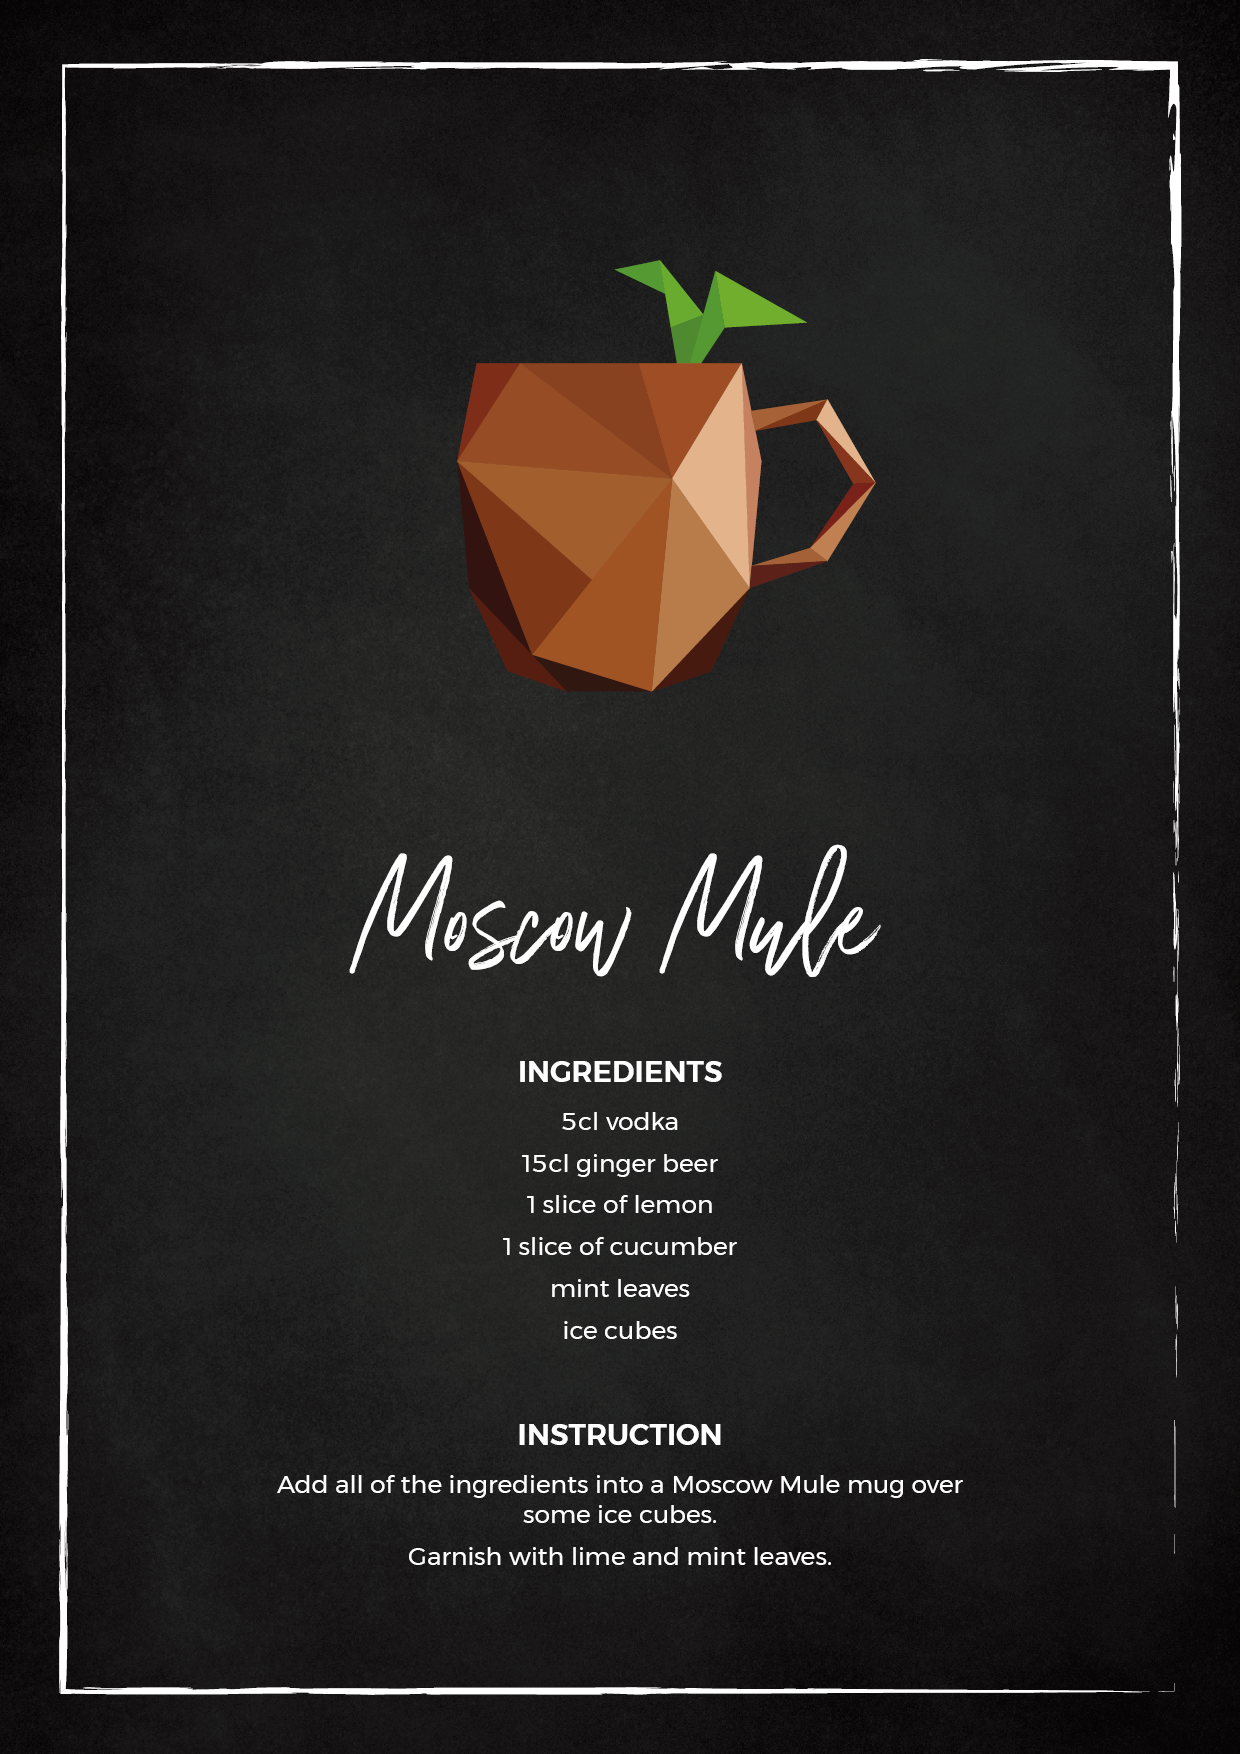 Moscow Mule
INGREDIENTS
5cl vodka
15cl ginger beer
1 slice of lemon
1 slice of cucumber
mint leaves
ice cubes
INSTRUCTION
Add all of the ingredients into a Moscow Mule mug over
some ice cubes.
Garnish with lime and mint leaves.